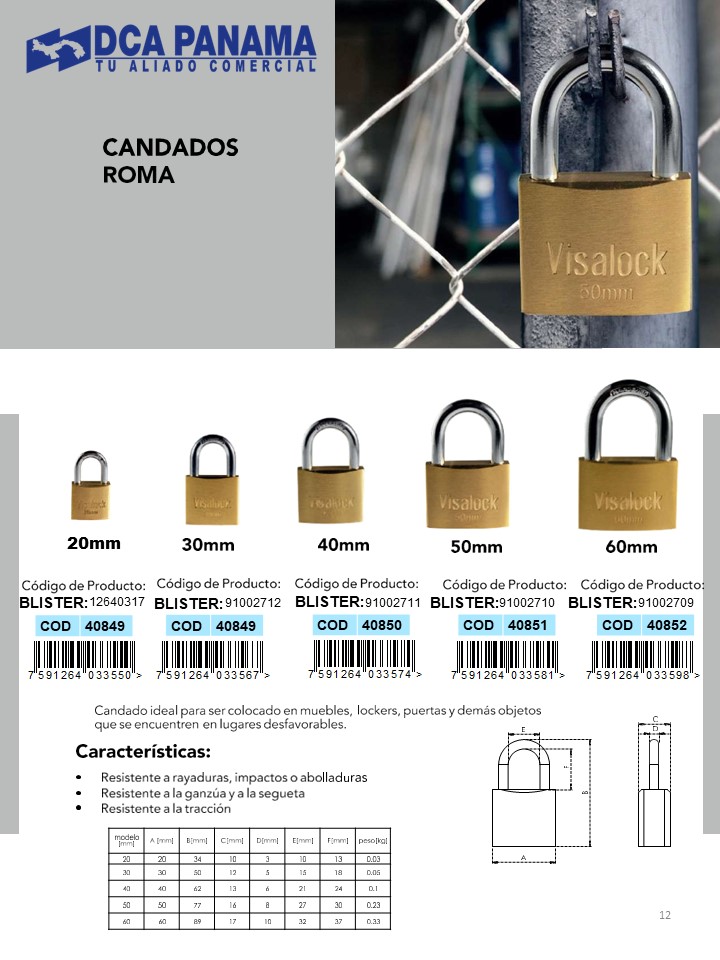 DCA PANAMA
TU ALIADO COMERCIAL
CANDADOS
ROMA
Visalock
50mm
Visalock
Visalock
Visalock
Visalock
Visalock
20mm 30mm 40mm 50mm 60mm
Código de Producto: Código de Producto: Código de Producto: Código de Producto: Código de Producto:
BLISTER:12640317 BLISTER:91002712 BLISTER:91002711 BLISTER:91002710 BLISTER:91002709
COD 40849 COD 40849 COD 40850 COD 40851 COD 40852
7 591264 033550 > 7 591264 033567 > 7 591264 033574 > 7 591264 033581 > 7 591264 033598 >
Candado ideal para ser colocado en muebles, lockers, puertas y demás objetos
que se encuentren en lugares desfavorables.
Características:
• Resistente a rayaduras, impactos o abolladuras
• Resistente a la ganzúa y a la segueta
• Resistente a la tracción
E F B A C D
modelo [mm] A [mm] B[mm] C[mm] D[mm] E[mm] F[mm] peso[kg]
20 20 34 10 3 10 13 0.03
30 30 50 12 5 15 18 0.05
40 40 62 13 6 21 24 0.1
50 50 77 16 8 27 30 0.23
60 60 89 17 10 32 37 0.33
12